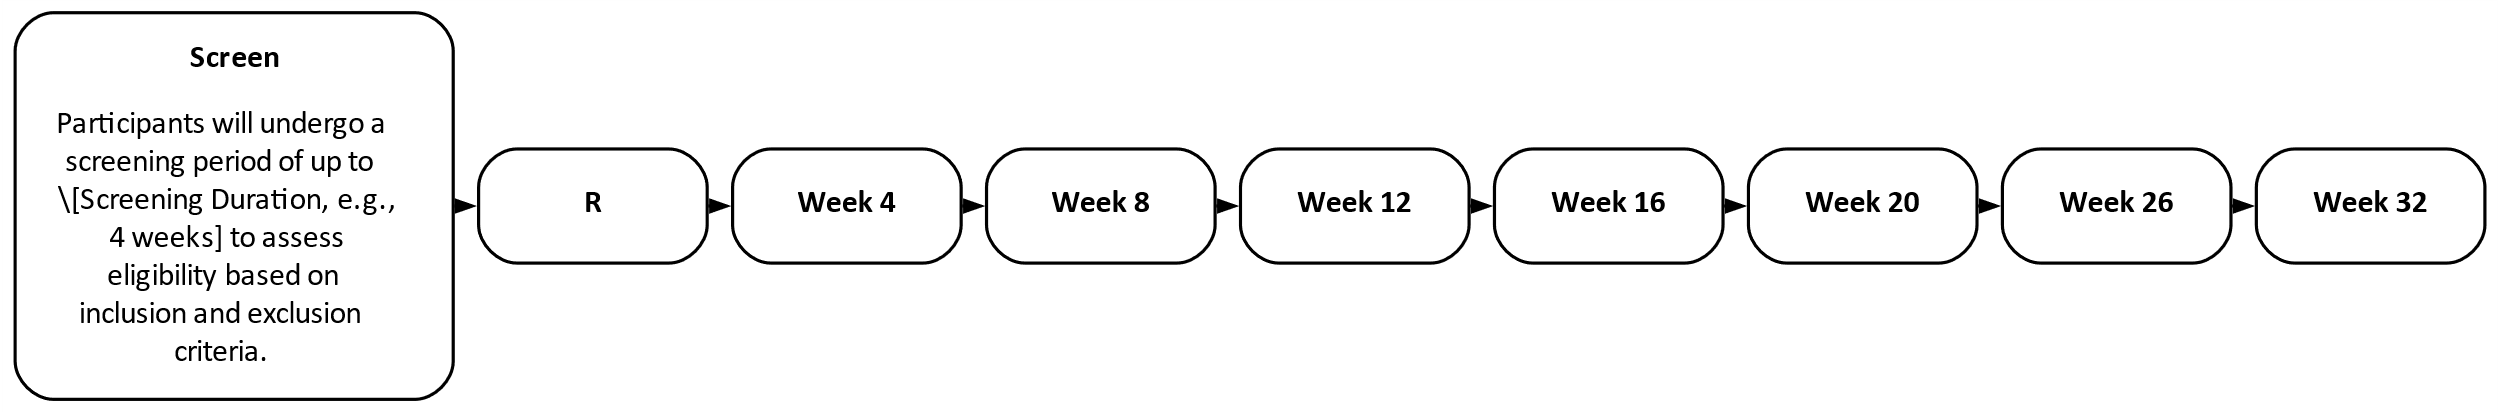 Screen
Participants will undergo a
screening period of up to
\[Screening Duration, e.g.,
4 weeks] to assess
eligibility based on
inclusion and exclusion
criteria.
R
Week 4
Week 8
Week 12
Week 16
Week 20
Week 26
Week 32